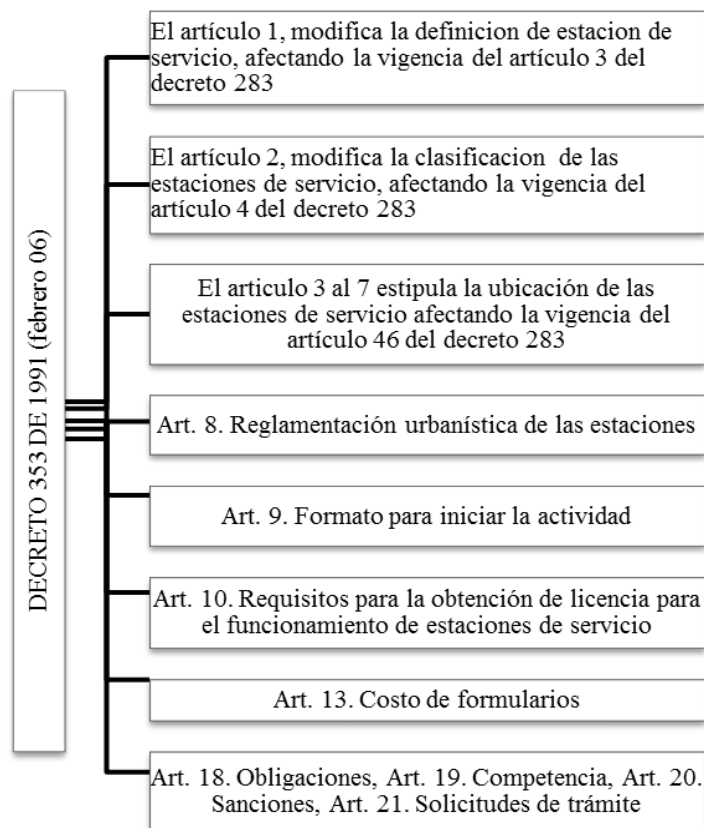 DECRETO 353 DE 1991 (febrero 06)
El artículo 1, modifica la definicion de estacion de
servicio, afectando la vigencia del artículo 3 del
decreto 283
El artículo 2, modifica la clasificacion de las
estaciones de servicio, afectando la vigencia del
artículo 4 del decreto 283
El articulo 3 al 7 estipula la ubicación de las
estaciones de servicio afectando la vigencia del
artículo 46 del decreto 283
Art. 8. Reglamentación urbanística de las estaciones
Art. 9. Formato para iniciar la actividad
Art. 10. Requisitos para la obtención de licencia para
el funcionamiento de estaciones de servicio
Art. 13. Costo de formularios
Art. 18. Obligaciones, Art. 19. Competencia, Art. 20.
Sanciones, Art. 21. Solicitudes de trámite